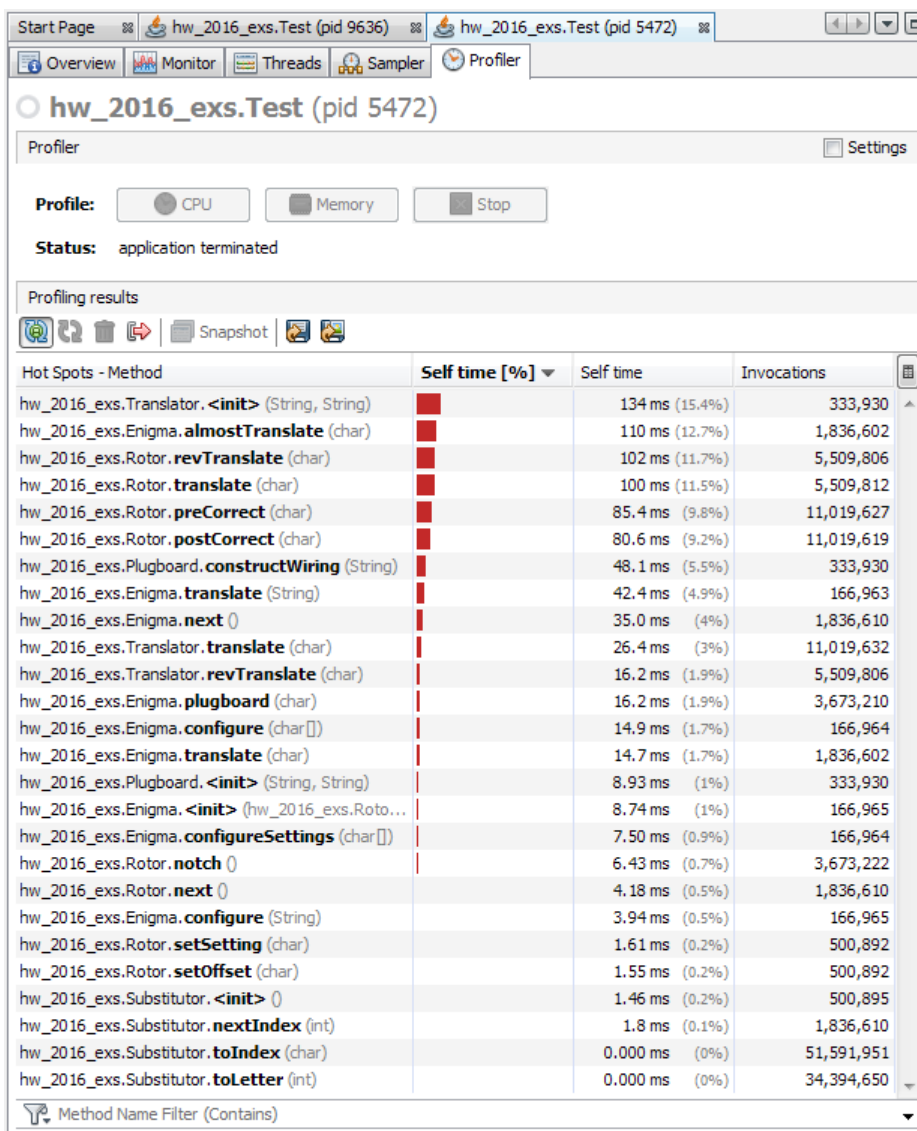 Start Page hw_2016_exs.Test (pid 9636) hw_2016_exs.Test (pid 5472)
Overview Monitor Threads Sampler Profiler
hw_2016_exs.Test (pid 5472)
Profiler Settings
Profile: CPU Memory Stop
Status: application terminated
Profiling results
Snapshot
Hot Spots - Method Self time [%] Self time Invocations
hw_2016_exs.Translator.<init> (String, String) 134 ms (15.4%) 333,930
hw_2016_exs.Enigma.almostTranslate (char) 110 ms (12.7%) 1,836,602
hw_2016_exs.Rotor.revTranslate (char) 102 ms (11.7%) 5,509,806
hw_2016_exs.Rotor.translate (char) 100 ms (11.5%) 5,509,812
hw_2016_exs.Rotor.preCorrect (char) 85.4 ms (9.8%) 11,019,627
hw_2016_exs.Rotor.postCorrect (char) 80.6 ms (9.2%) 11,019,619
hw_2016_exs.Plugboard.constructWiring (String) 48.1 ms (5.5%) 333,930
hw_2016_exs.Enigma.translate (String) 42.4 ms (4.9%) 166,963
hw_2016_exs.Enigma.next () 35.0 ms (4%) 1,836,610
hw_2016_exs.Translator.translate (char) 26.4 ms (3%) 11,019,632
hw_2016_exs.Translator.revTranslate (char) 16.2 ms (1.9%) 5,509,806
hw_2016_exs.Enigma.plugboard (char) 16.2 ms (1.9%) 3,673,210
hw_2016_exs.Enigma.configure (char[]) 14.9 ms (1.7%) 166,964
hw_2016_exs.Enigma.translate (char) 14.7 ms (1.7%) 1,836,602
hw_2016_exs.Plugboard.<init> (String, String) 8.93 ms (1%) 333,930
hw_2016_exs.Enigma.<init> (hw_2016_exs.Roto... 8.74 ms (1%) 166,965
hw_2016_exs.Enigma.configureSettings (char[]) 7.50 ms (0.9%) 166,964
hw_2016_exs.Rotor.notch () 6.43 ms (0.7%) 3,673,222
hw_2016_exs.Rotor.next () 4.18 ms (0.5%) 1,836,610
hw_2016_exs.Enigma.configure (String) 3.94 ms (0.5%) 166,965
hw_2016_exs.Rotor.setSetting (char) 1.61 ms (0.2%) 500,892
hw_2016_exs.Rotor.setOffset (char) 1.55 ms (0.2%) 500,892
hw_2016_exs.Substitutor.<init> () 1.46 ms (0.2%) 500,895
hw_2016_exs.Substitutor.nextIndex (int) 1.8 ms (0.1%) 1,836,610
hw_2016_exs.Substitutor.toIndex (char) 0.000 ms (0%) 51,591,951
hw_2016_exs.Substitutor.toLetter (int) 0.000 ms (0%) 34,394,650
Method Name Filter (Contains)